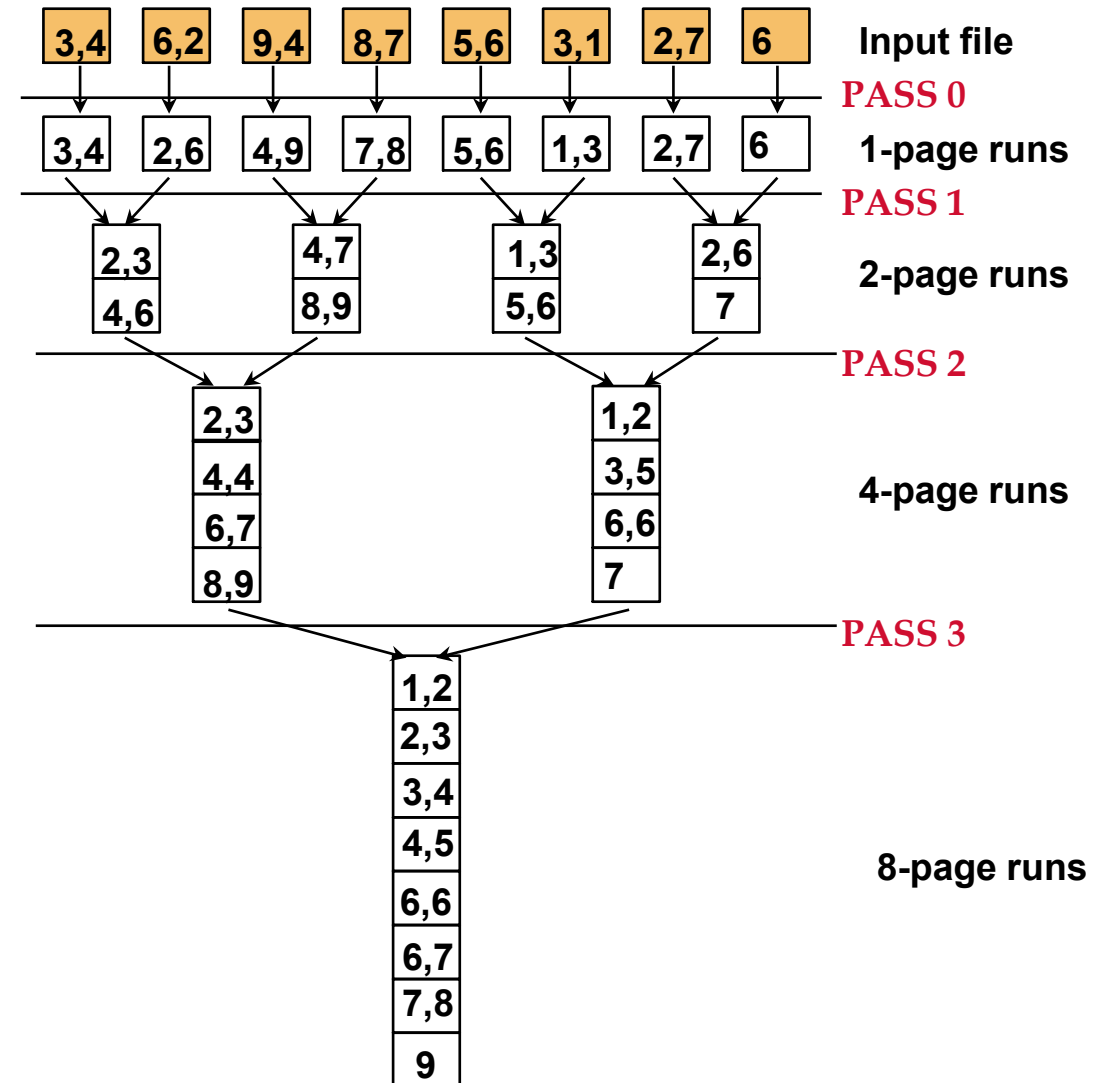 3,4 6,2 9,4 8,7 5,6 3,1 2,7 6 Input file
PASS 0
3,4 2,6 4,9 7,8 5,6 1,3 2,7 6 1-page runs
PASS 1
2,3 4,7 1,3 2,6
4,6 8,9 5,6 7
2-page runs
PASS 2
2,3 1,2
4,4 3,5
6,7 6,6
8,9 7
4-page runs
PASS 3
1,2
2,3
3,4
4,5
6,6
6,7
7,8
9
8-page runs